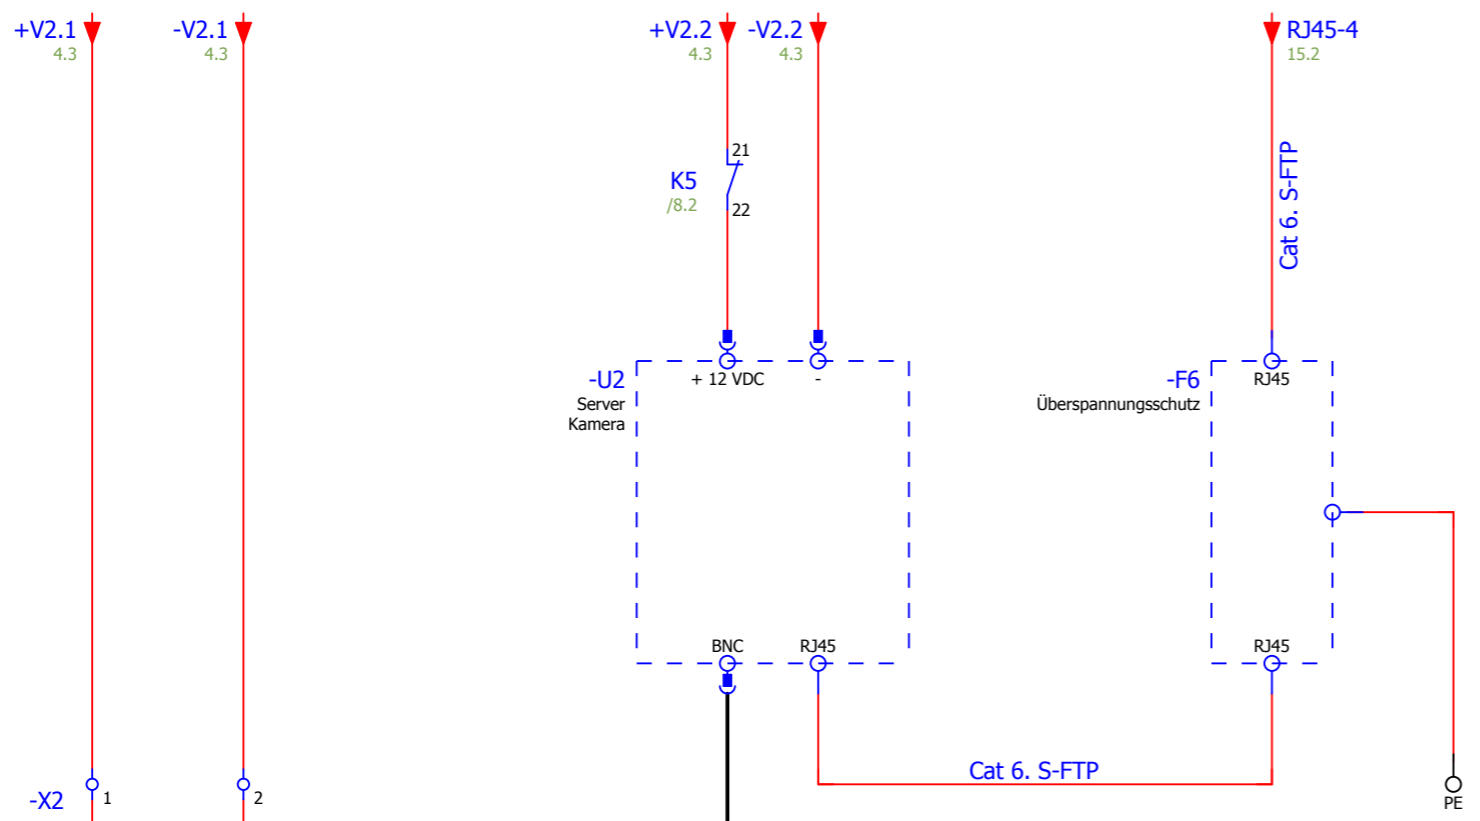 +V2.1
4.3
-V2.1
4.3
+V2.2
4.3
-V2.2
4.3
RJ45-4
15.2
21
K5
/8.2
22
Cat 6. S-FTP
-U2
Server
Kamera
+ 12 VDC
-
-F6
Überspannungsschutz
RJ45
BNC
RJ45
RJ45
Cat 6. S-FTP
-X2
1
2
PE